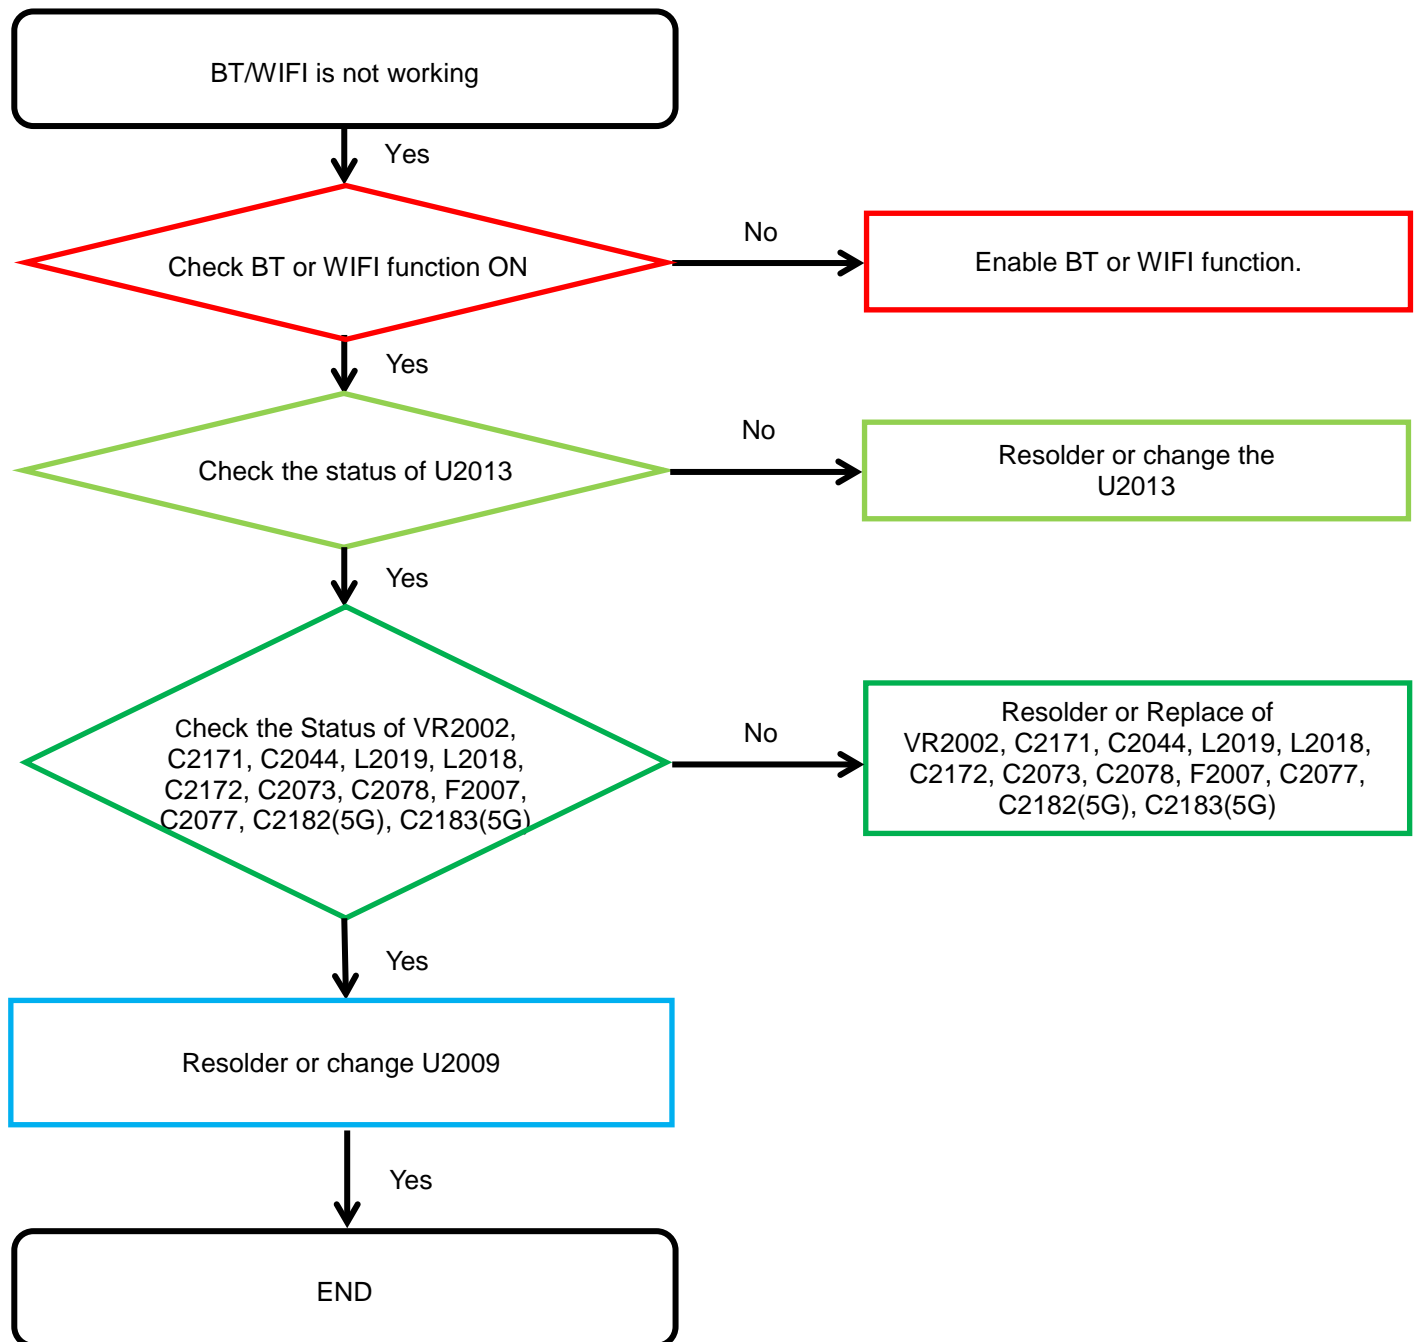 BT/WIFI is not working
Yes
Check BT or WIFI function ON
No
Enable BT or WIFI function.
Yes
Check the status of U2013
No
Resolder or change the
U2013
Yes
Check the Status of VR2002,
C2171, C2044, L2019, L2018,
C2172, C2073, C2078, F2007,
C2077, C2182(5G), C2183(5G)
No
Resolder or Replace of
VR2002, C2171, C2044, L2019, L2018,
C2172, C2073, C2078, F2007, C2077,
C2182(5G), C2183(5G)
Yes
Resolder or change U2009
Yes
END